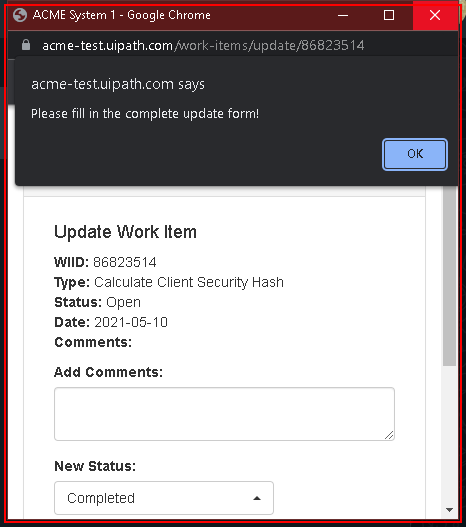 ACME System 1 - Google Chrome
acme-test.uipath.com/work-items/update/86823514
acme-test.uipath.com says
Please fill in the complete update form!
OK
Update Work Item
WIID: 86823514
Type: Calculate Client Security Hash
Status: Open
Date: 2021-05-10
Comments:
Add Comments:
New Status:
Completed